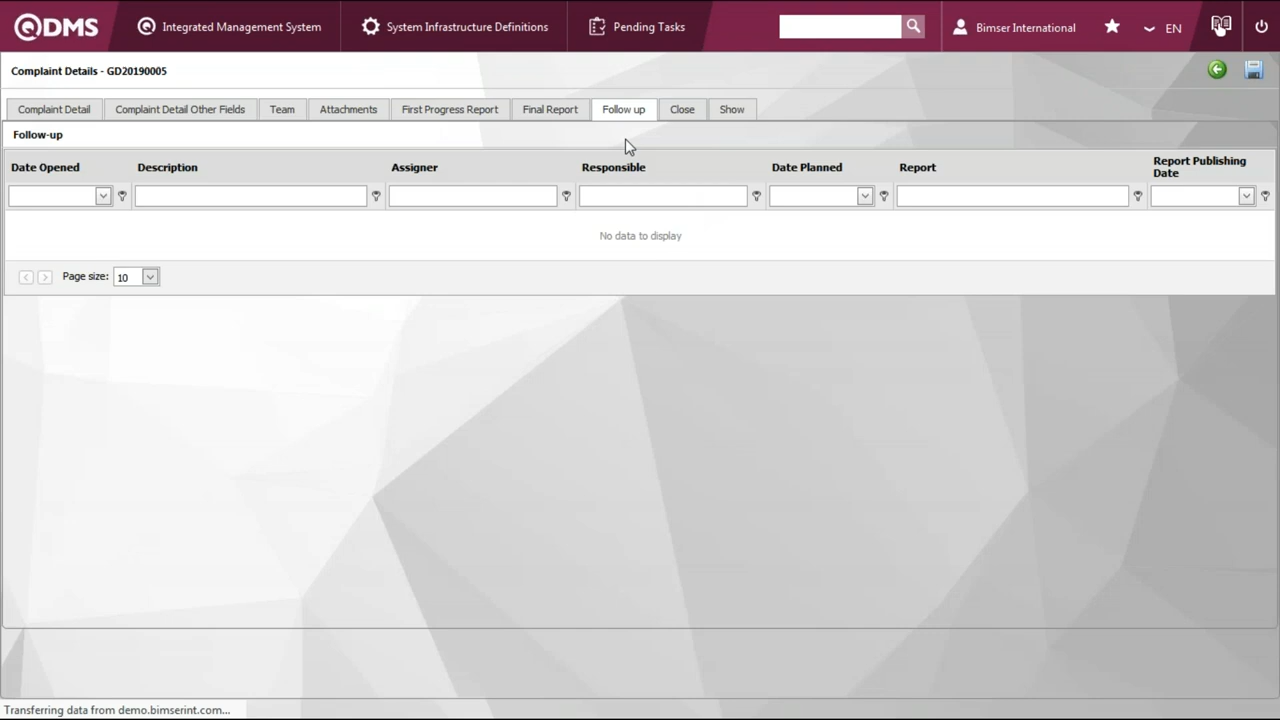 QDMS
Integrated Management System
System Infrastructure Definitions
Pending Tasks
Bimser International
EN
Complaint Details - GD20190005
Complaint Detail
Complaint Detail Other Fields
Team
Attachments
First Progress Report
Final Report
Follow up
Close
Show
Follow-up
Date Opened
Description
Assigner
Responsible
Date Planned
Report
Report Publishing
Date
No data to display
Page size:
10
Transferring data from demo.bimserint.com...